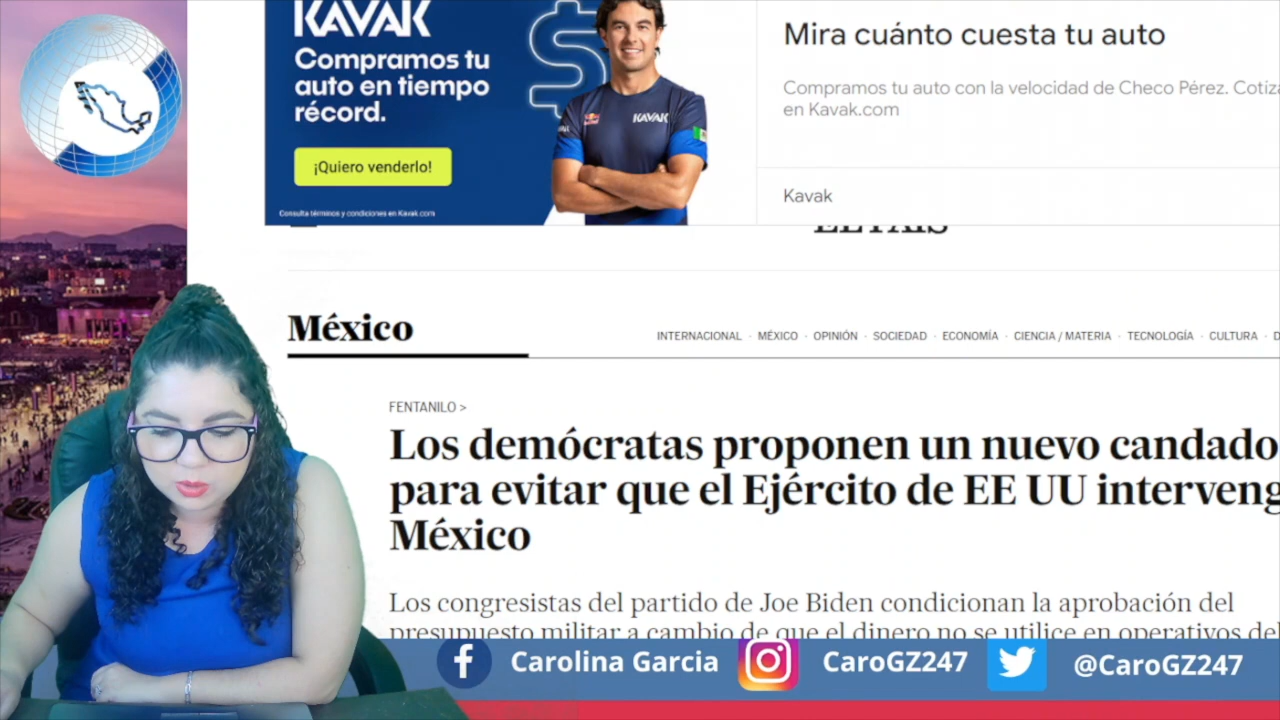 KAVAK
Compramos tu
auto en tiempo
récord.
¡Quiero venderlo!
Consulta términos y condiciones en Kavak.com
KAVAK
Mira cuánto cuesta tu auto
Compramos tu auto con la velocidad de Checo Pérez. Cotiza
en Kavak.com
Kavak
EL PAÍS
México
INTERNACIONAL · MÉXICO · OPINIÓN · SOCIEDAD · ECONOMÍA · CIENCIA / MATERIA · TECNOLOGÍA · CULTURA · D
FENTANILO >
Los demócratas proponen un nuevo candado
para evitar que el Ejército de EE UU interveng
México
Los congresistas del partido de Joe Biden condicionan la aprobación del
presupuesto militar a cambio de que el dinero no se utilice en operativos del
Carolina Garcia CaroGZ247 @CaroGZ247